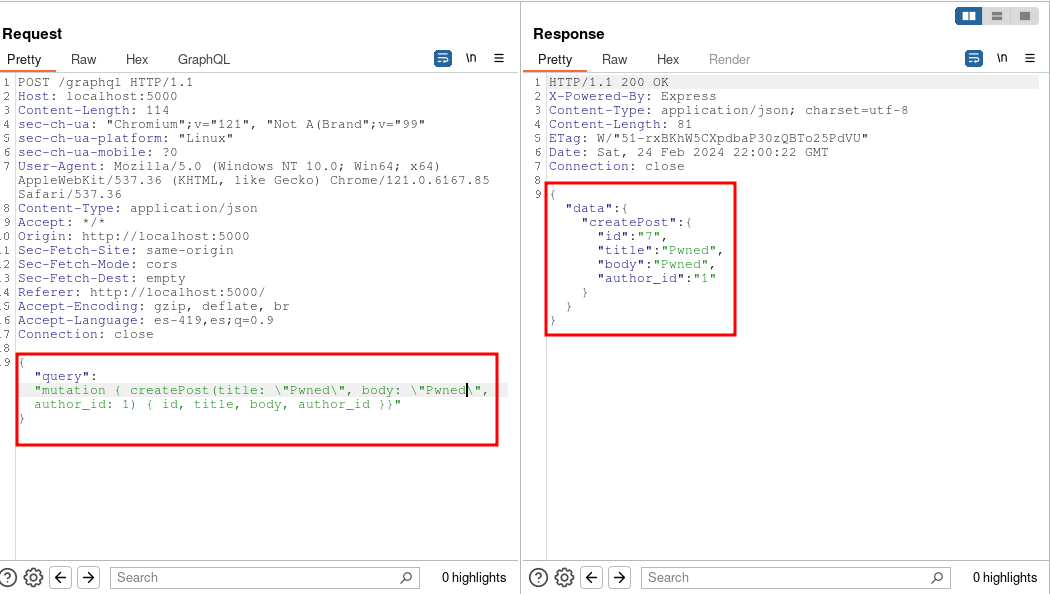 Request
Pretty Raw Hex GraphQL \n
1 POST /graphql HTTP/1.1
2 Host: localhost:5000
3 Content-Length: 114
4 sec-ch-ua: "Chromium";v="121", "Not A(Brand";v="99"
5 sec-ch-ua-platform: "Linux"
6 sec-ch-ua-mobile: ?0
7 User-Agent: Mozilla/5.0 (Windows NT 10.0; Win64; x64)
AppleWebKit/537.36 (KHTML, like Gecko) Chrome/121.0.6167.85
Safari/537.36
8 Content-Type: application/json
9 Accept: */*
10 Origin: http://localhost:5000
11 Sec-Fetch-Site: same-origin
12 Sec-Fetch-Mode: cors
13 Sec-Fetch-Dest: empty
14 Referer: http://localhost:5000/
15 Accept-Encoding: gzip, deflate, br
16 Accept-Language: es-419,es;q=0.9
17 Connection: close
18
19 {
"query":
"mutation { createPost(title: \"Pwned\", body: \"Pwned\",
author_id: 1) { id, title, body, author_id }}"
}
Search
0 highlights
Response
Pretty Raw Hex Render \n
1 HTTP/1.1 200 OK
2 X-Powered-By: Express
3 Content-Type: application/json; charset=utf-8
4 Content-Length: 81
5 ETag: W/"51-rxBKhW5CXpdbaP30zQBTo25PdVU"
6 Date: Sat, 24 Feb 2024 22:00:22 GMT
7 Connection: close
8
9 {
"data":{
"createPost":{
"id":"7",
"title":"Pwned",
"body":"Pwned",
"author_id":"1"
}
}
}
Search
0 highlights